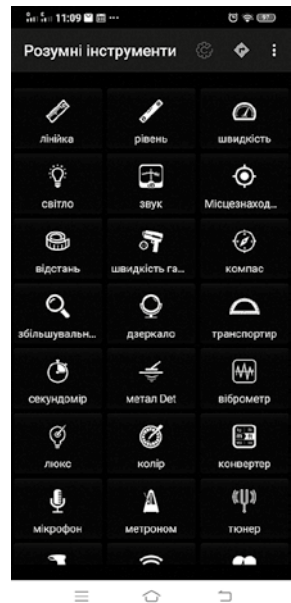 11:09
Розумні інструменти
лінійка
рівень
швидкість
світло
звук
Місцезнаход...
відстань
швидкість га...
компас
збільшувальн...
дзеркало
транспортир
секундомір
метал Det
віброметр
люкс
колір
конвертер
мікрофон
метроном
тюнер